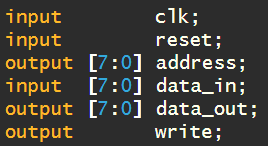 input        clk;
input        reset;
output [7:0] address;
input  [7:0] data_in;
output [7:0] data_out;
output       write;